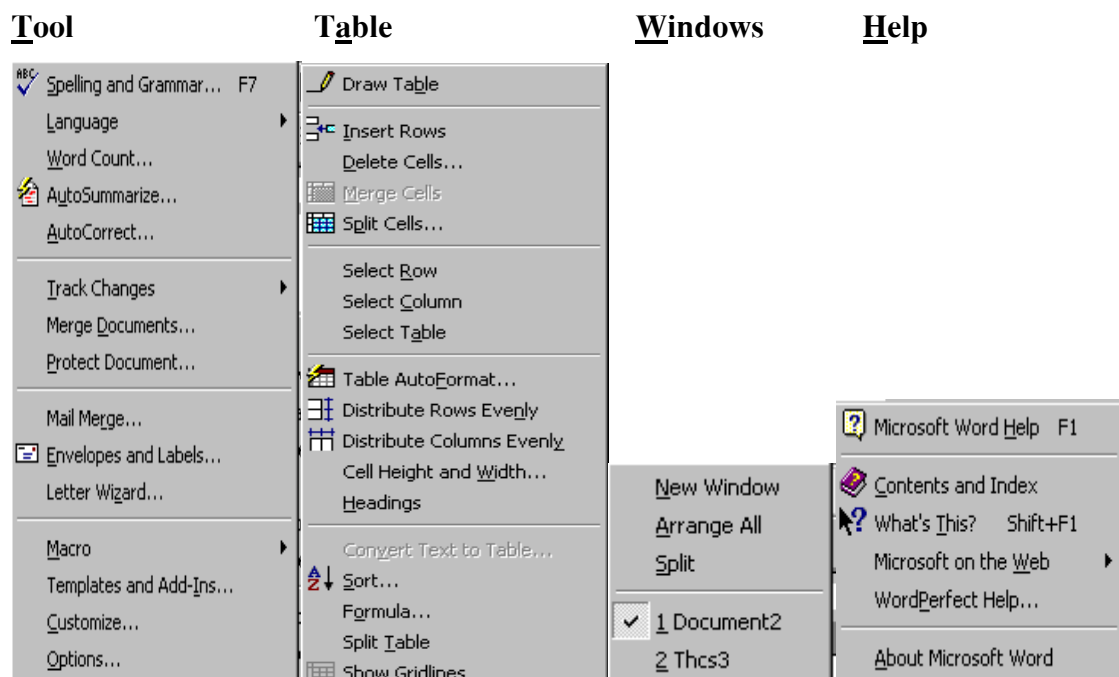 Tool
Table
Windows
Help
ABC
Spelling and Grammar... F7
Language
Word Count...
AutoSummarize...
AutoCorrect...
Track Changes
Merge Documents...
Protect Document...
Mail Merge...
Envelopes and Labels...
Letter Wizard...
Macro
Templates and Add-Ins...
Customize...
Options...
Draw Table
Insert Rows
Delete Cells...
Merge Cells
Split Cells...
Select Row
Select Column
Select Table
Table AutoFormat...
Distribute Rows Evenly
Distribute Columns Evenly
Cell Height and Width...
Headings
Convert Text to Table...
A Z Sort...
Formula...
Split Table
Show Gridlines
New Window
Arrange All
Split
1 Document2
2 Thcs3
Microsoft Word Help F1
Contents and Index
What's This? Shift+F1
Microsoft on the Web
WordPerfect Help...
About Microsoft Word